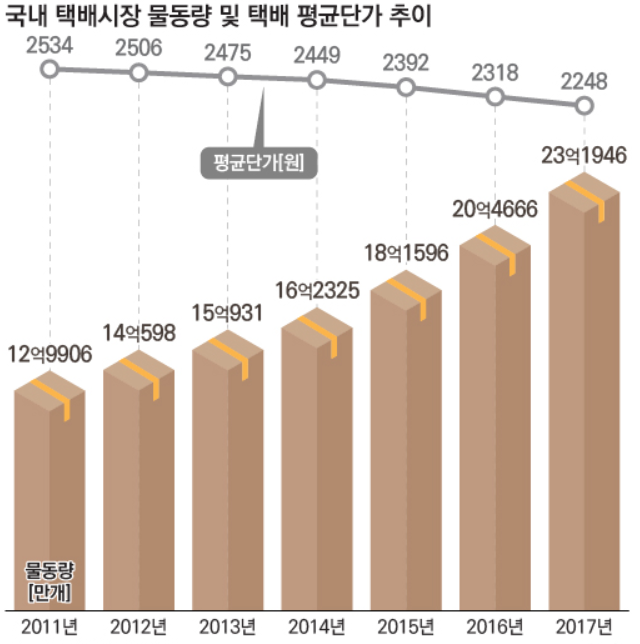 국내 택배시장 물동량 및 택배 평균단가 추이
2534
2506
2475
2449
2392
2318
2248
평균단가[원]
12억9906
14억598
15억931
16억2325
18억1596
20억4666
23억1946
물동량
[만개]
2011년
2012년
2013년
2014년
2015년
2016년
2017년